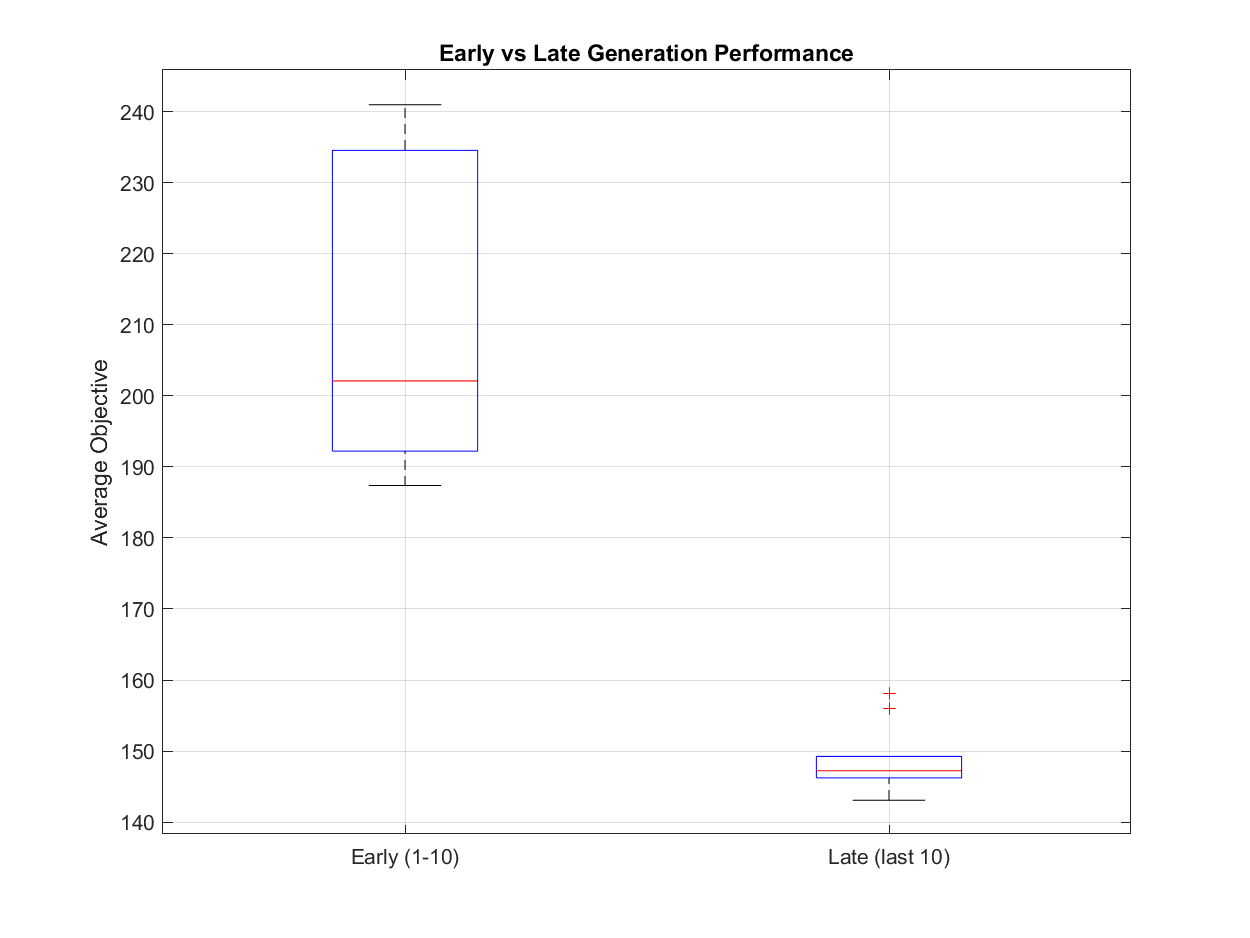 Early vs Late Generation Performance
240
230
220
210
200
190
180
170
160
150
140
Average Objective
Early (1-10)
Late (last 10)